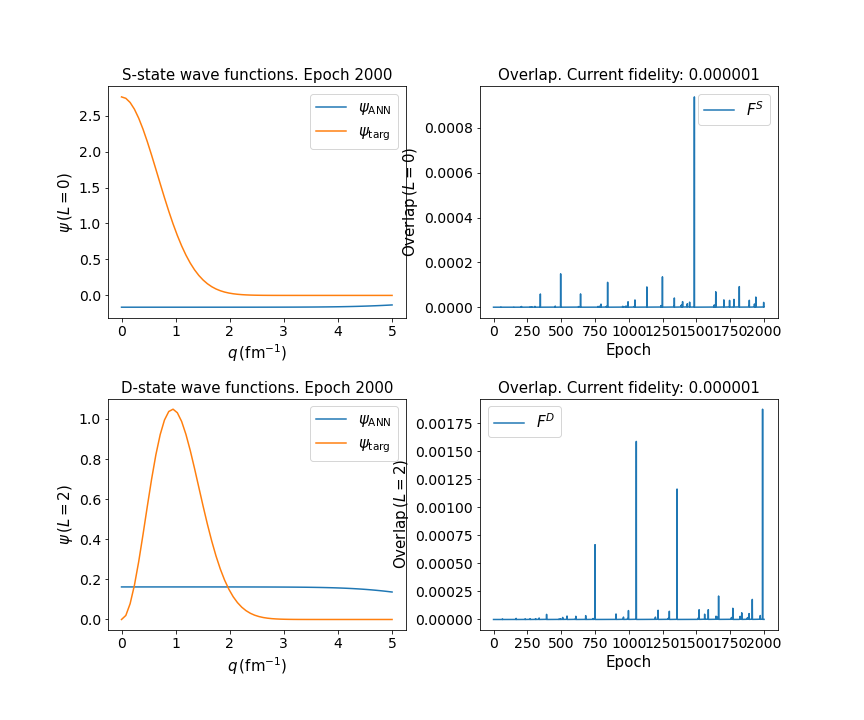 S-state wave functions. Epoch 2000
ψ(L = 0)
2.5
2.0
1.5
1.0
0.5
0.0
ψ_ANN
ψ_targ
0 1 2 3 4 5
q (fm⁻¹)
Overlap. Current fidelity: 0.000001
Overlap (L = 0)
0.0008
0.0006
0.0004
0.0002
0.0000
F^S
0 250 500 750 1000 1250 1500 1750 2000
Epoch
D-state wave functions. Epoch 2000
ψ(L = 2)
1.0
0.8
0.6
0.4
0.2
0.0
ψ_ANN
ψ_targ
0 1 2 3 4 5
q (fm⁻¹)
Overlap. Current fidelity: 0.000001
Overlap (L = 2)
0.00175
0.00150
0.00125
0.00100
0.00075
0.00050
0.00025
0.00000
F^D
0 250 500 750 1000 1250 1500 1750 2000
Epoch